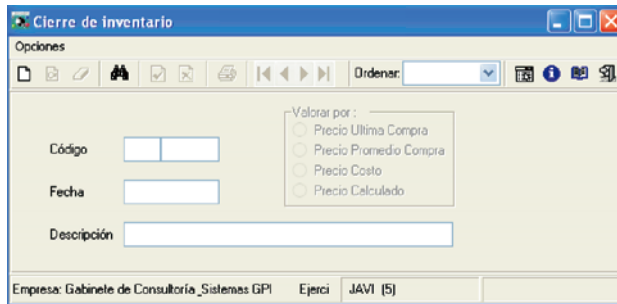 Cierre de inventario
Opciones
Ordenar:
Valorar por :
Precio Ultima Compra
Código
Precio Promedio Compra
Precio Costo
Fecha
Precio Calculado
Descripción
Empresa: Gabinete de Consultoría_Sistemas GPI Ejerci JAVI (5)